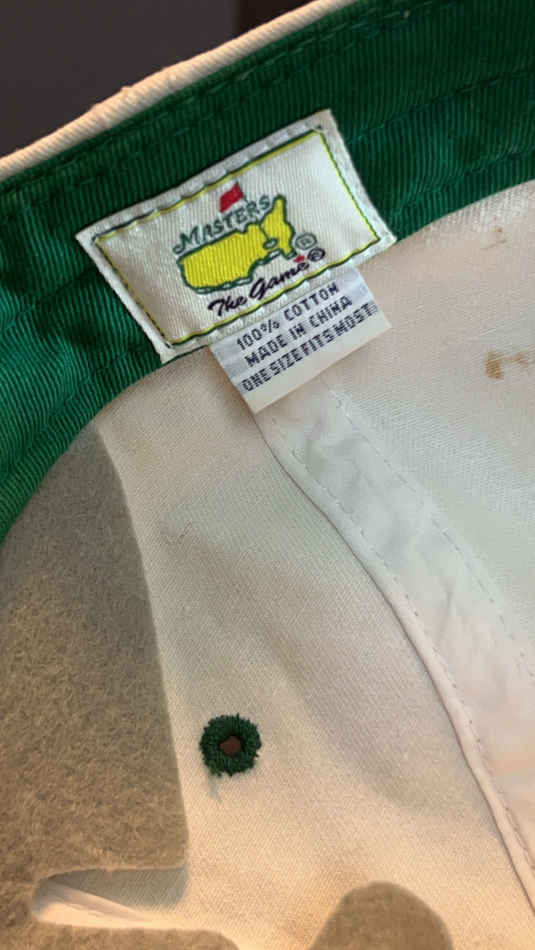 MASTERS
The Game®
100% COTTON
MADE IN CHINA
ONE SIZE FITS MOST